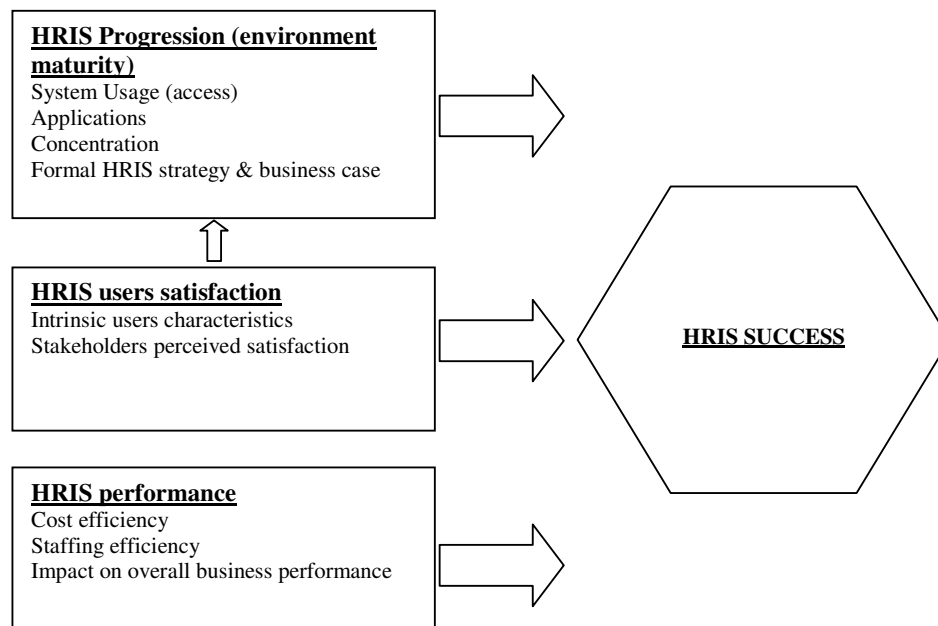 HRIS Progression (environment
maturity)
System Usage (access)
Applications
Concentration
Formal HRIS strategy & business case
HRIS users satisfaction
Intrinsic users characteristics
Stakeholders perceived satisfaction
HRIS SUCCESS
HRIS performance
Cost efficiency
Staffing efficiency
Impact on overall business performance